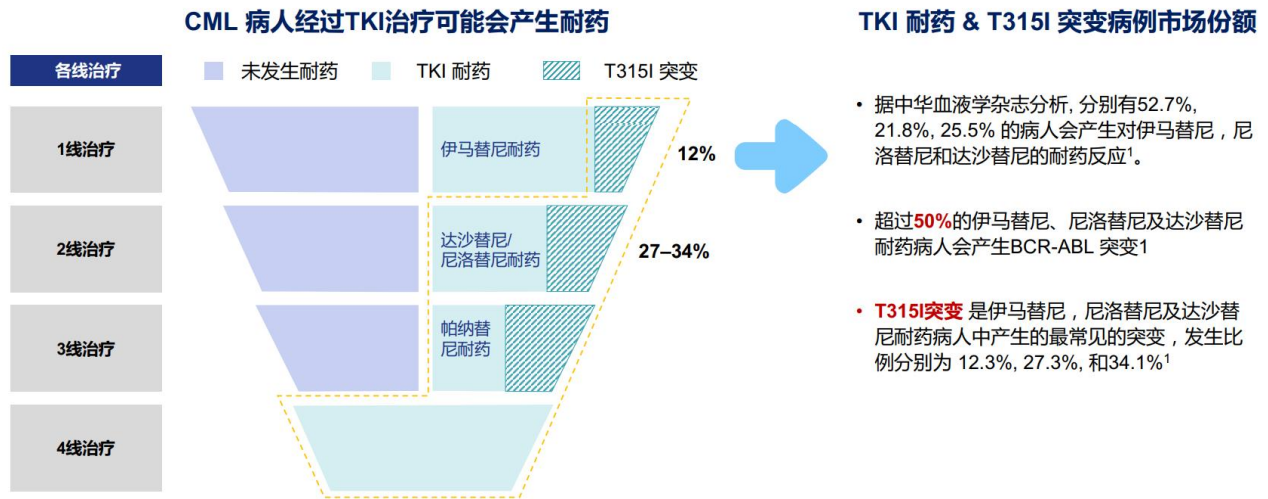 CML 病人经过TKI治疗可能会产生耐药
TKI 耐药 & T315I 突变病例市场份额
各线治疗
未发生耐药
TKI 耐药
T315I 突变
1线治疗
伊马替尼耐药
12%
2线治疗
达沙替尼/
尼洛替尼耐药
27–34%
3线治疗
帕纳替
尼耐药
4线治疗
• 据中华血液学杂志分析, 分别有52.7%,
21.8%, 25.5% 的病人会产生对伊马替尼，尼
洛替尼和达沙替尼的耐药反应¹。
• 超过50%的伊马替尼、尼洛替尼及达沙替尼
耐药病人会产生BCR-ABL 突变1
• T315I突变 是伊马替尼，尼洛替尼及达沙替
尼耐药病人中产生的最常见的突变，发生比
例分别为 12.3%, 27.3%, 和34.1%¹